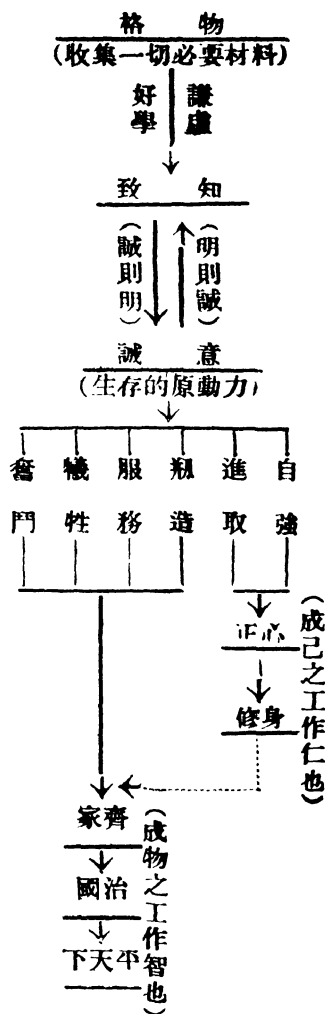 格物
(收集一切必要材料)
謙虛
好學
致知
(明則誠)
(誠則明)
誠意
(生存的原動力)
自強
進取
刱造
服務
犧牲
奮鬥
正心
修身
(成己之工作仁也)
齊家
治國
平天下
(成物之工作智也)